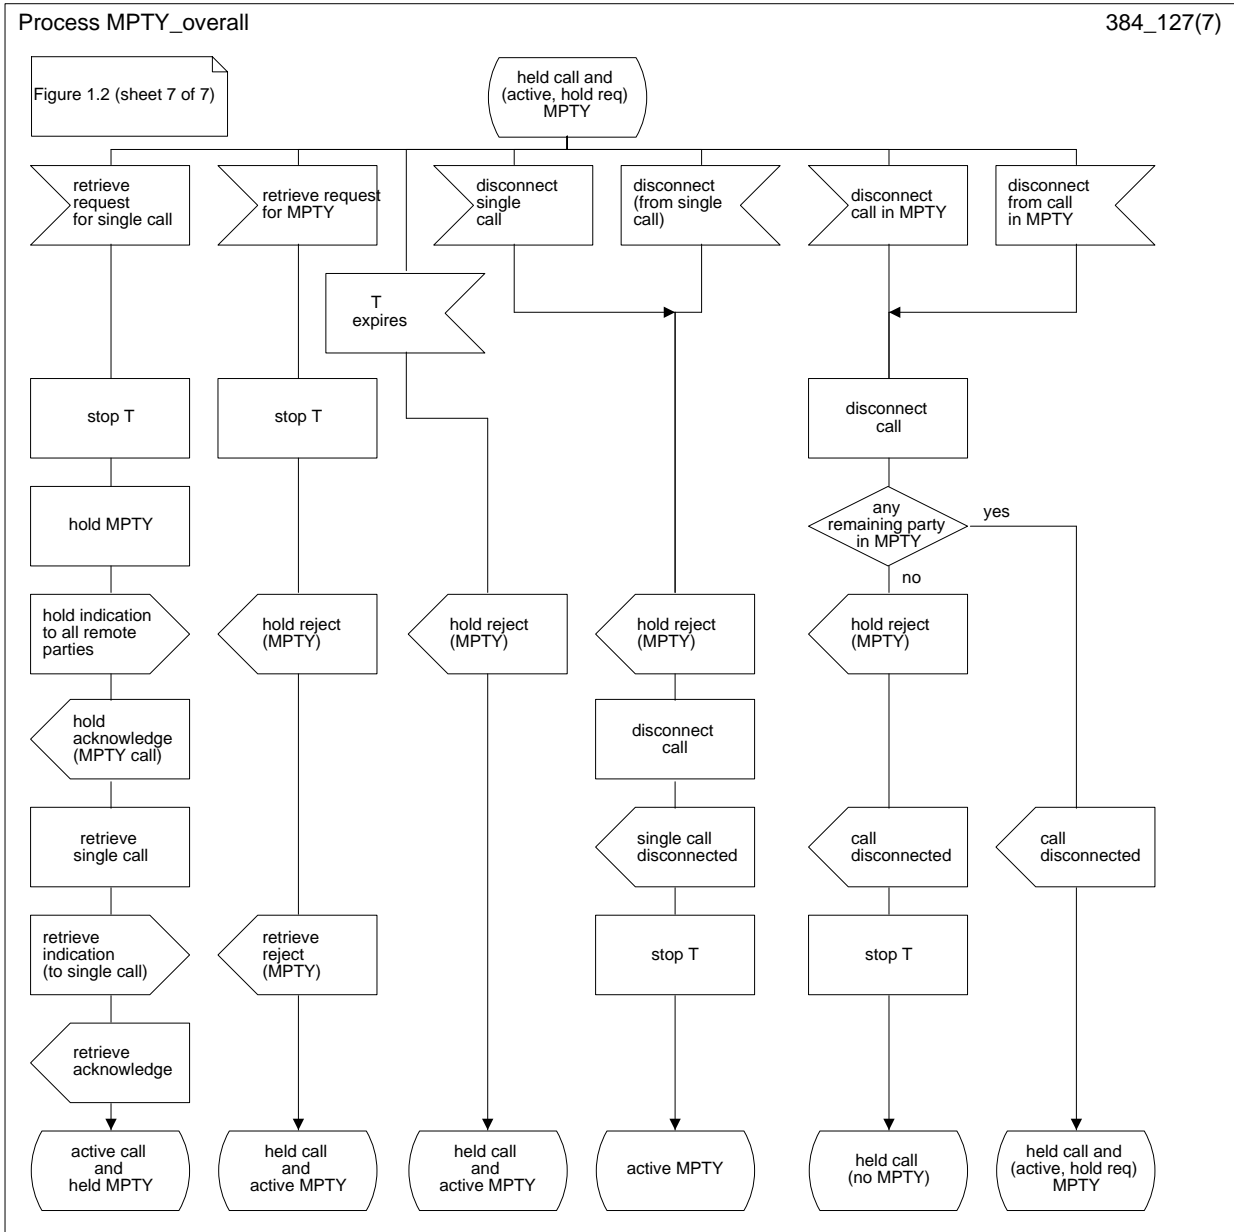 Process MPTY_overall
384_127(7)
Figure 1.2 (sheet 7 of 7)
held call and
(active, hold req)
MPTY
retrieve
request
for single call
retrieve request
for MPTY
disconnect
single
call
disconnect
(from single
call)
disconnect
call in MPTY
disconnect
from call
in MPTY
T
expires
stop T
stop T
disconnect
call
hold MPTY
any
remaining party
in MPTY
yes
no
hold indication
to all remote
parties
hold reject
(MPTY)
hold reject
(MPTY)
hold reject
(MPTY)
hold reject
(MPTY)
hold
acknowledge
(MPTY call)
disconnect
call
retrieve
single call
single call
disconnected
call
disconnected
call
disconnected
retrieve
indication
(to single call)
retrieve
reject
(MPTY)
stop T
stop T
retrieve
acknowledge
active call
and
held MPTY
held call
and
active MPTY
held call
and
active MPTY
active MPTY
held call
(no MPTY)
held call and
(active, hold req)
MPTY